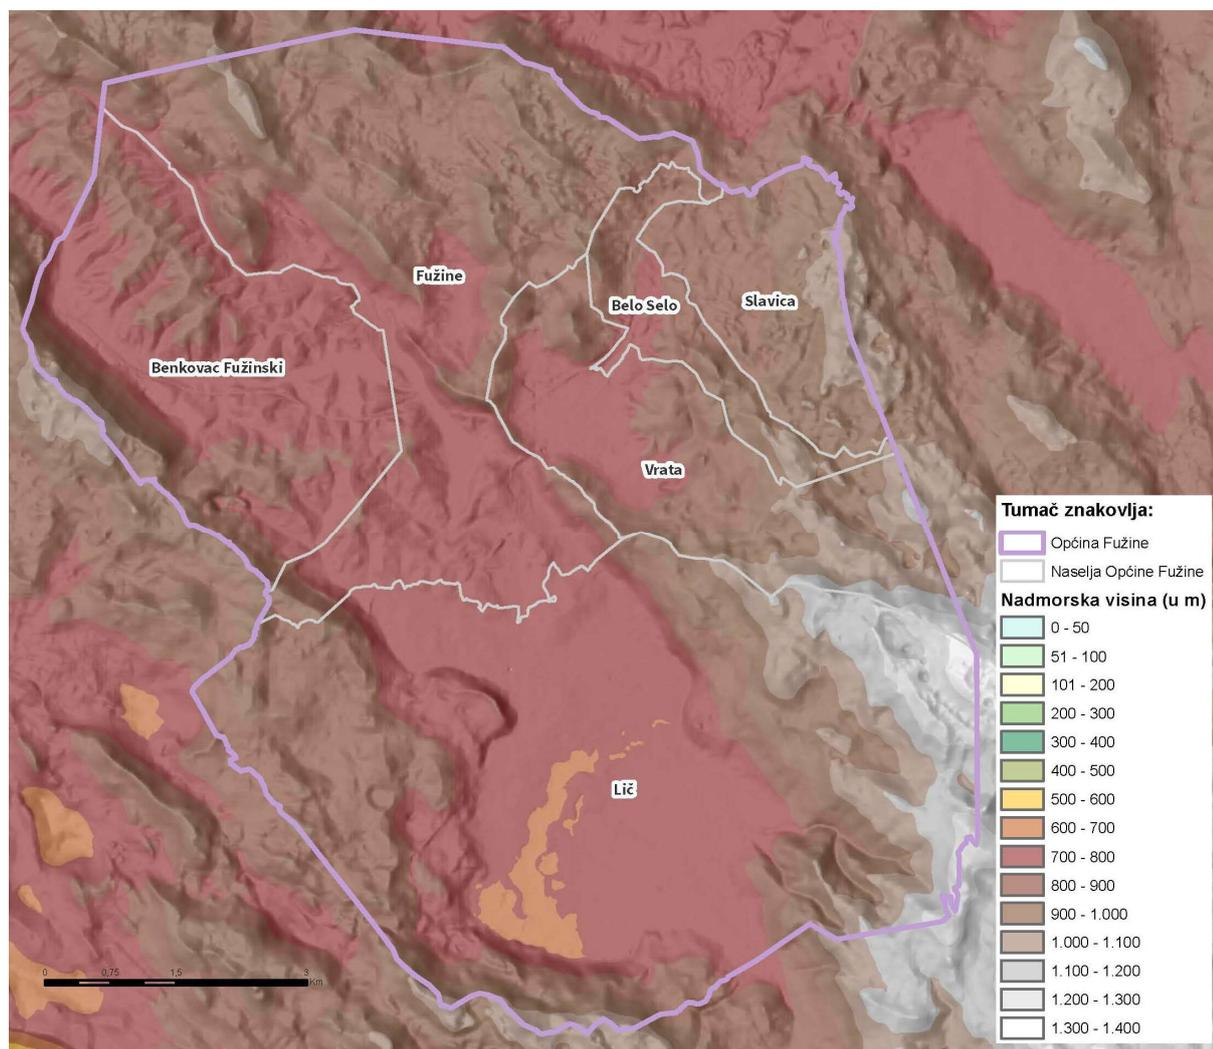 Fužine
Belo Selo
Slavica
Benkovac Fužinski
Vrata
Lič
0 0,75 1,5 3
Km
Tumač znakovlja:
Općina Fužine
Naselja Općine Fužine
Nadmorska visina (u m)
0 - 50
51 - 100
101 - 200
200 - 300
300 - 400
400 - 500
500 - 600
600 - 700
700 - 800
800 - 900
900 - 1.000
1.000 - 1.100
1.100 - 1.200
1.200 - 1.300
1.300 - 1.400